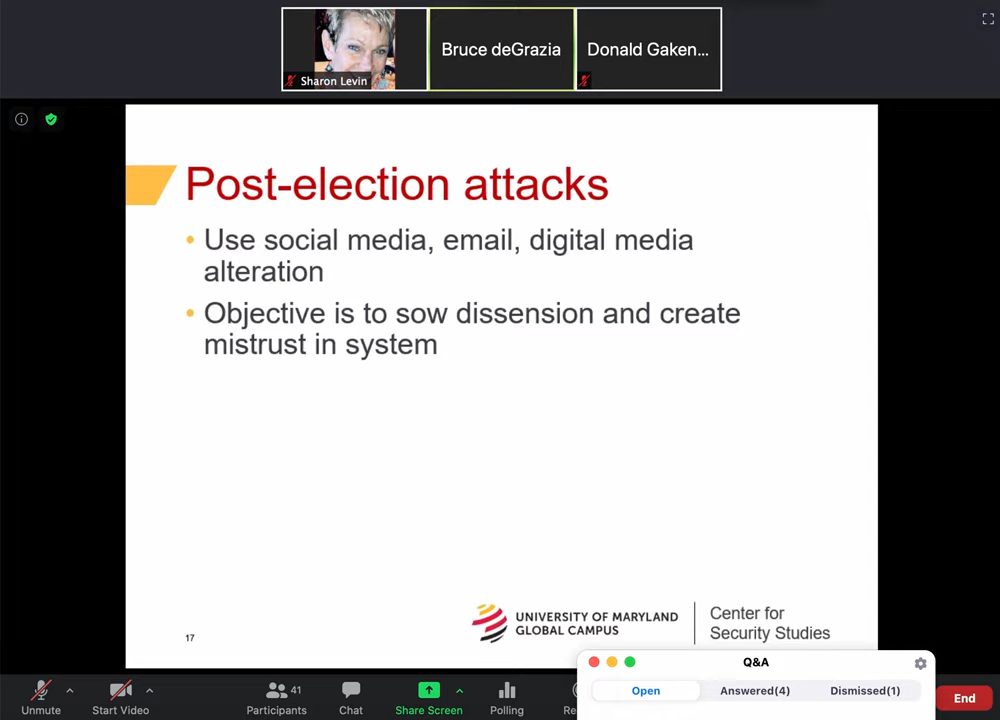 Sharon Levin
Bruce deGrazia
Donald Gaken...
Post-election attacks
• Use social media, email, digital media
alteration
• Objective is to sow dissension and create
mistrust in system
17
UNIVERSITY OF MARYLAND
GLOBAL CAMPUS
Center for
Security Studies
Q&A
Open
Answered(4)
Dismissed(1)
Unmute
Start Video
41
Participants
Chat
Share Screen
Polling
Re
End